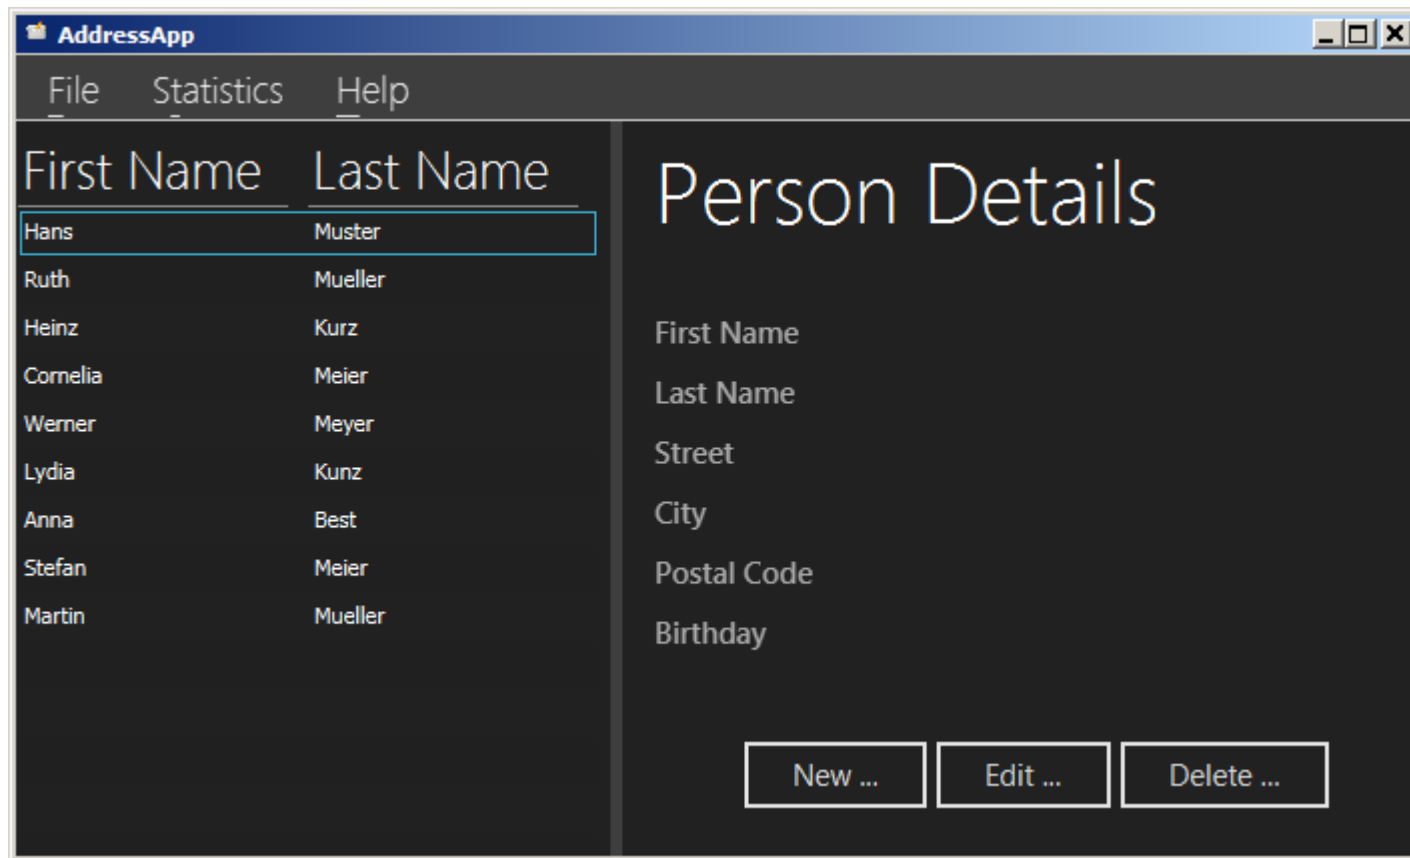 AddressApp
File Statistics Help
First Name Last Name
Hans Muster
Ruth Mueller
Heinz Kurz
Cornelia Meier
Werner Meyer
Lydia Kunz
Anna Best
Stefan Meier
Martin Mueller
Person Details
First Name
Last Name
Street
City
Postal Code
Birthday
New ... Edit ... Delete ...